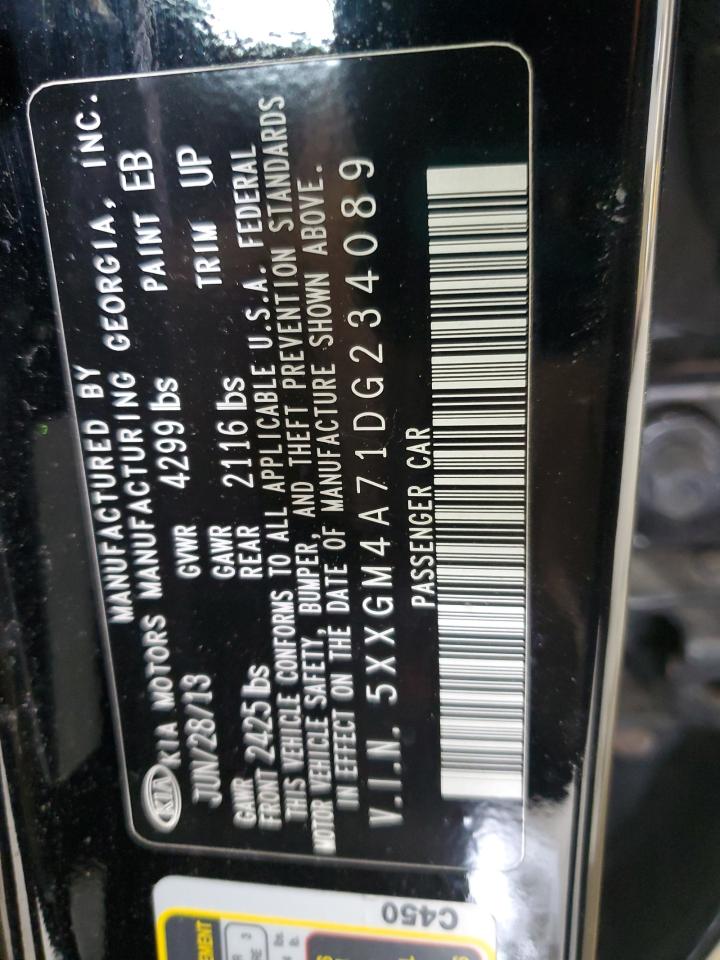 MANUFACTURED BY
KIA KIA MOTORS MANUFACTURING GEORGIA, INC.
JUN/28/13 GVWR 4299 lbs PAINT EB
GAWR FRONT 2425 lbs GAWR REAR 2116 lbs TRIM UP
THIS VEHICLE CONFORMS TO ALL APPLICABLE U.S.A. FEDERAL
MOTOR VEHICLE SAFETY, BUMPER, AND THEFT PREVENTION STANDARDS
IN EFFECT ON THE DATE OF MANUFACTURE SHOWN ABOVE.
V.I.N. 5XXGM4A71DG234089
PASSENGER CAR
C450